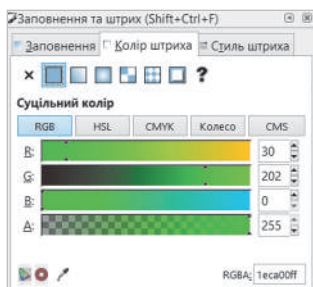 Заповнення та штрих (Shift+Ctrl+F)
Заповнення Колір штриха Стиль штриха
× ?
Суцільний колір
RGB HSL CMYK Колесо CMS
R: 30
G: 202
B: 0
A: 255
RGBA: 1eca00ff